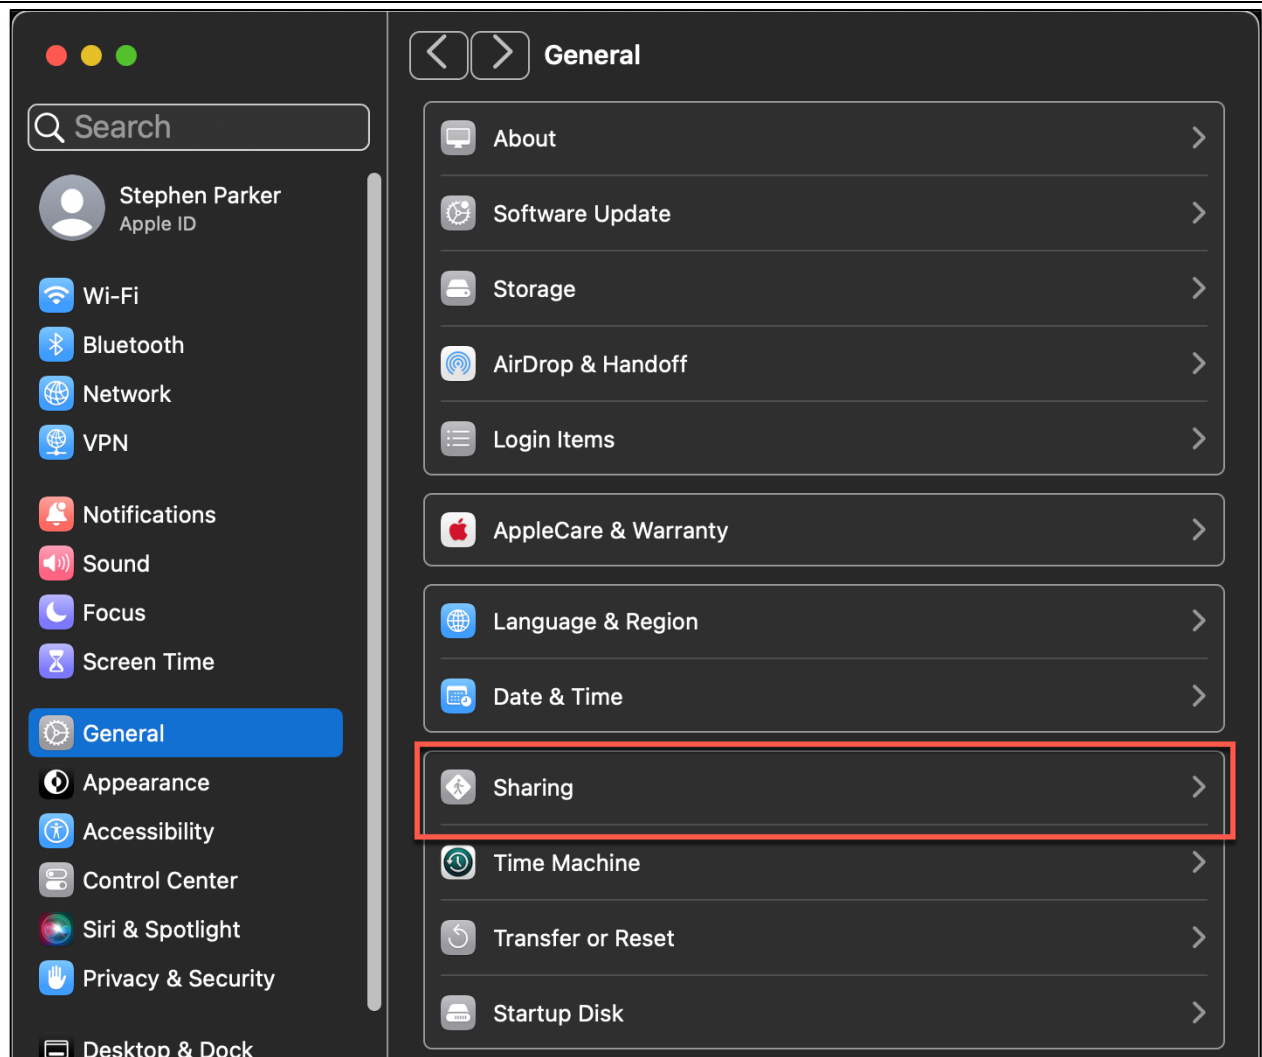 General
Search
Stephen Parker
Apple ID
Wi-Fi
Bluetooth
Network
VPN
Notifications
Sound
Focus
Screen Time
General
Appearance
Accessibility
Control Center
Siri & Spotlight
Privacy & Security
Desktop & Dock
About
Software Update
Storage
AirDrop & Handoff
Login Items
AppleCare & Warranty
Language & Region
Date & Time
Sharing
Time Machine
Transfer or Reset
Startup Disk